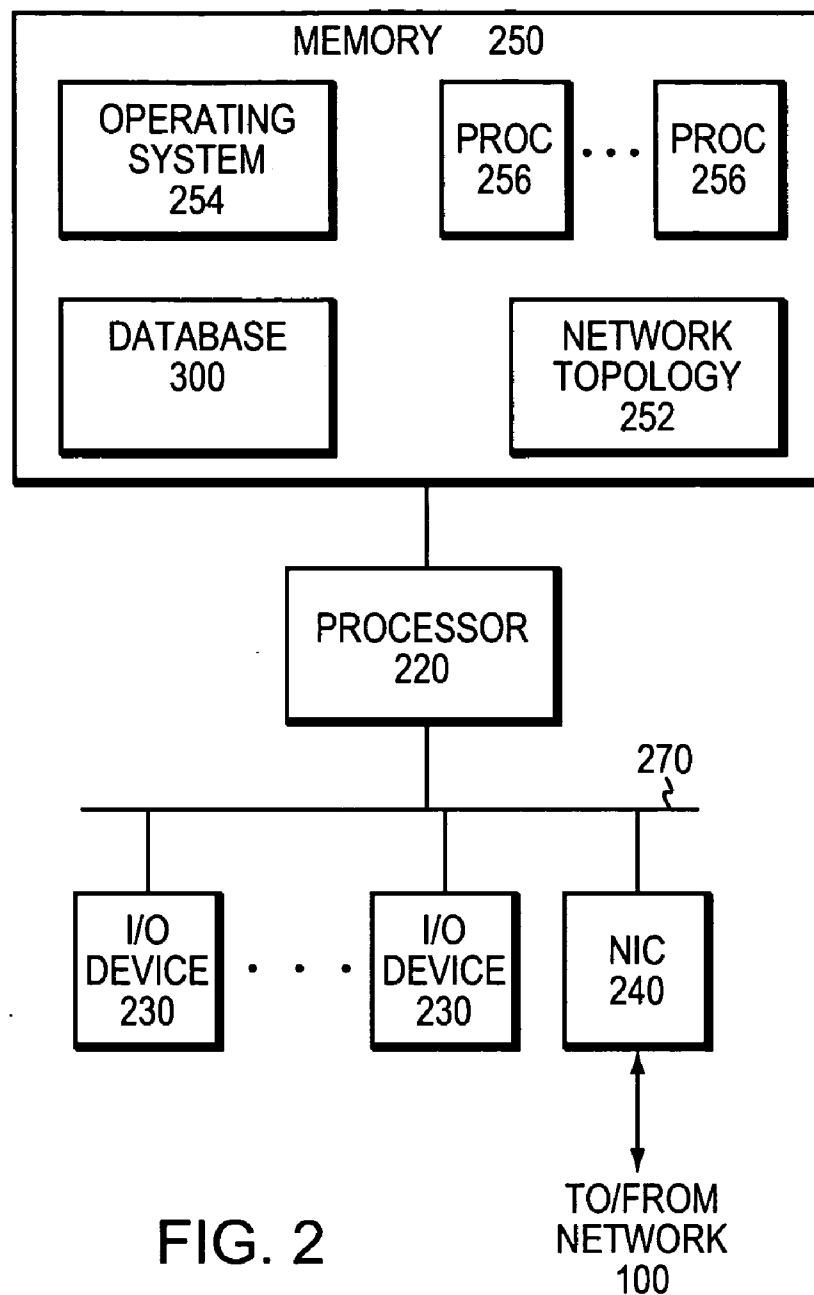 MEMORY 250
OPERATING
SYSTEM
254
PROC
256
PROC
256
DATABASE
300
NETWORK
TOPOLOGY
252
PROCESSOR
220
270
I/O
DEVICE
230
I/O
DEVICE
230
NIC
240
TO/FROM
NETWORK
100
FIG. 2